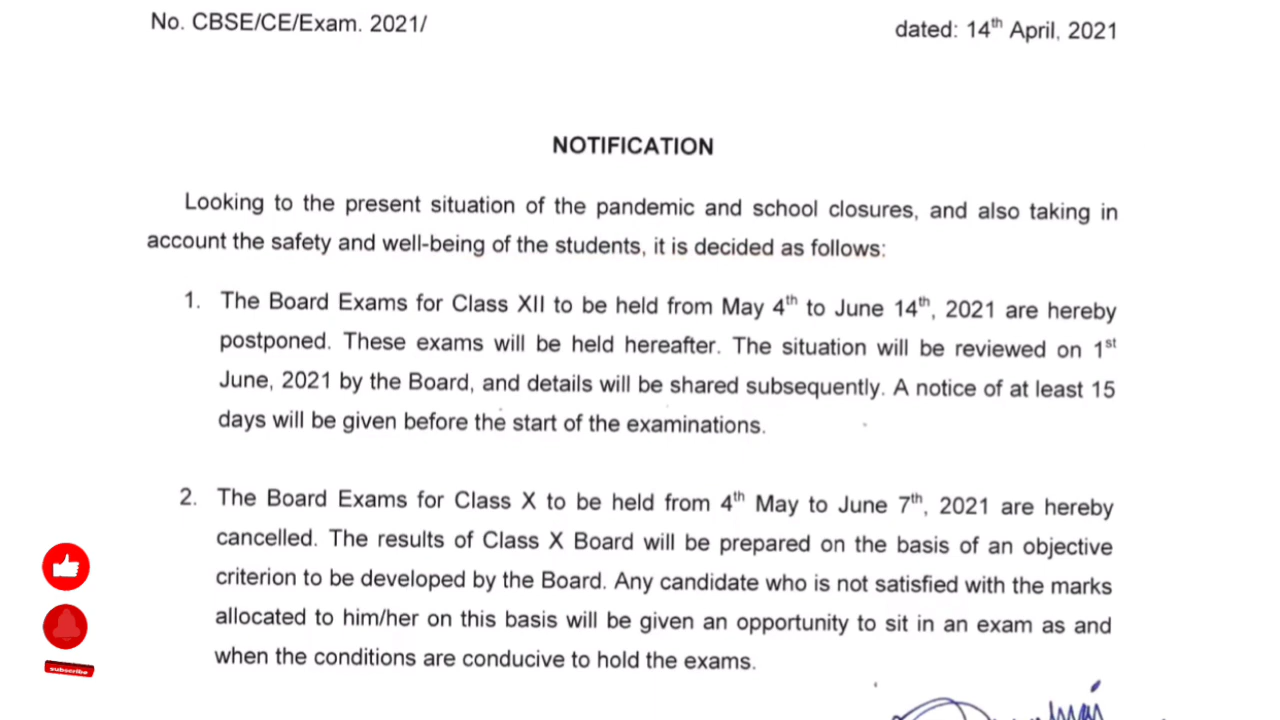 No. CBSE/CE/Exam. 2021/ dated: 14th April, 2021
NOTIFICATION
Looking to the present situation of the pandemic and school closures, and also taking in
account the safety and well-being of the students, it is decided as follows:
1. The Board Exams for Class XII to be held from May 4th to June 14th, 2021 are hereby
postponed. These exams will be held hereafter. The situation will be reviewed on 1st
June, 2021 by the Board, and details will be shared subsequently. A notice of at least 15
days will be given before the start of the examinations.
2. The Board Exams for Class X to be held from 4th May to June 7th, 2021 are hereby
cancelled. The results of Class X Board will be prepared on the basis of an objective
criterion to be developed by the Board. Any candidate who is not satisfied with the marks
allocated to him/her on this basis will be given an opportunity to sit in an exam as and
when the conditions are conducive to hold the exams.
subscribe